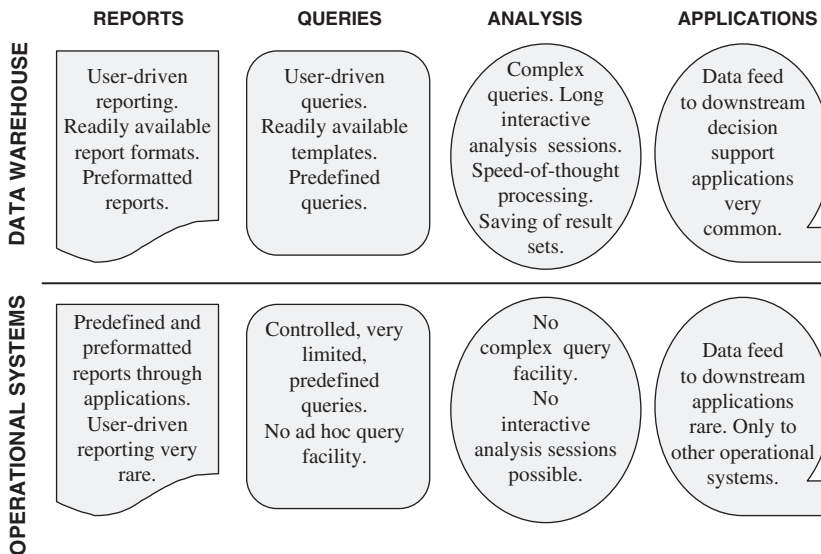 REPORTS
QUERIES
ANALYSIS
APPLICATIONS
DATA WAREHOUSE
User-driven
reporting.
Readily available
report formats.
Preformatted
reports.
User-driven
queries.
Readily available
templates.
Predefined
queries.
Complex
queries. Long
interactive
analysis sessions.
Speed-of-thought
processing.
Saving of result
sets.
Data feed
to downstream
decision
support
applications
very
common.
OPERATIONAL SYSTEMS
Predefined and
preformatted
reports through
applications.
User-driven
reporting very
rare.
Controlled, very
limited,
predefined
queries.
No ad hoc query
facility.
No
complex query
facility.
No
interactive
analysis sessions
possible.
Data feed
to downstream
applications
rare. Only to
other operational
systems.